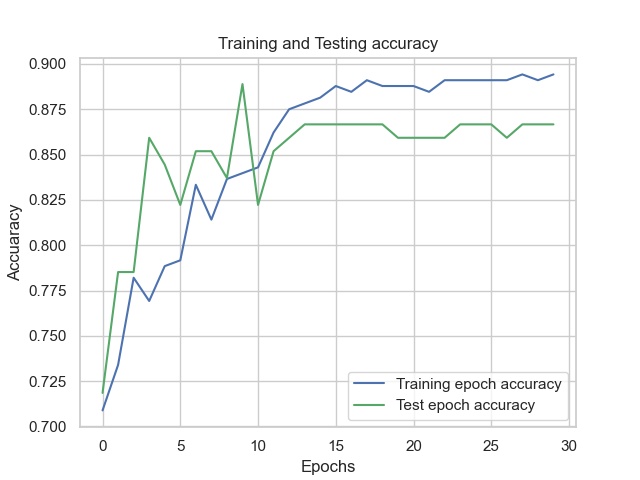 Training and Testing accuracy
0.900
0.875
0.850
0.825
0.800
0.775
0.750
0.725
0.700
Accuaracy
Training epoch accuracy
Test epoch accuracy
0 5 10 15 20 25 30
Epochs